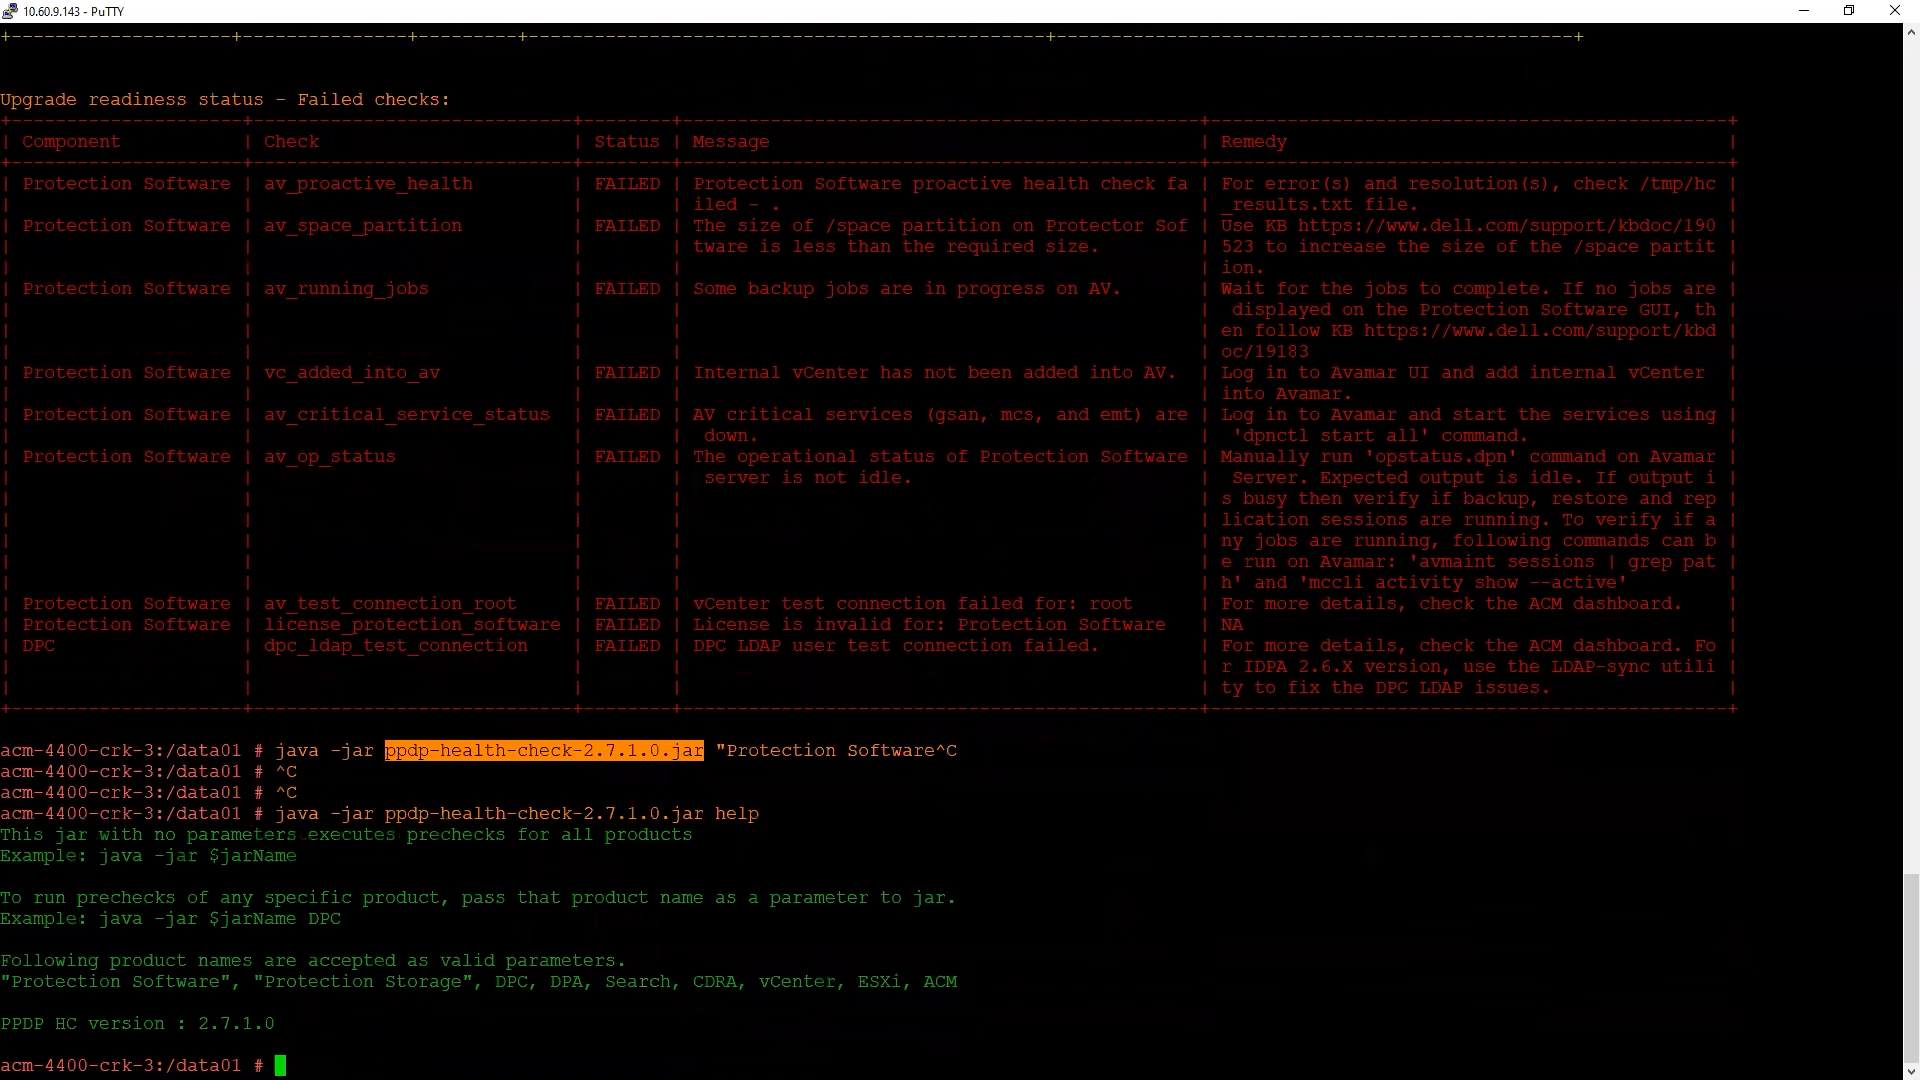 10.60.9.143 - PuTTY
+-----------------------+----------------+----------+------------------------------------------------+------------------------------------------------+
Upgrade readiness status - Failed checks:
| Component | Check | Status | Message | Remedy |
| Protection Software | av_proactive_health | FAILED | Protection Software proactive health check fa | For error(s) and resolution(s), check /tmp/hc |
| | | | iled - . | _results.txt file. |
| Protection Software | av_space_partition | FAILED | The size of /space partition on Protector Sof | Use KB https://www.dell.com/support/kbdoc/190 |
| | | | tware is less than the required size. | 523 to increase the size of the /space partit |
| | | | | ion. |
| Protection Software | av_running_jobs | FAILED | Some backup jobs are in progress on AV. | Wait for the jobs to complete. If no jobs are |
| | | | | displayed on the Protection Software GUI, th |
| | | | | en follow KB https://www.dell.com/support/kbd |
| | | | | oc/19183 |
| Protection Software | vc_added_into_av | FAILED | Internal vCenter has not been added into AV. | Log in to Avamar UI and add internal vCenter |
| | | | | into Avamar. |
| Protection Software | av_critical_service_status | FAILED | AV critical services (gsan, mcs, and emt) are | Log in to Avamar and start the services using |
| | | | down. | 'dpnctl start all' command. |
| Protection Software | av_op_status | FAILED | The operational status of Protection Software | Manually run 'opstatus.dpn' command on Avamar |
| | | | server is not idle. | Server. Expected output is idle. If output i |
| | | | | s busy then verify if backup, restore and rep |
| | | | | lication sessions are running. To verify if a |
| | | | | ny jobs are running, following commands can b |
| | | | | e run on Avamar: 'avmaint sessions | grep pat |
| | | | | h' and 'mccli activity show --active' |
| Protection Software | av_test_connection_root | FAILED | vCenter test connection failed for: root | For more details, check the ACM dashboard. |
| Protection Software | license_protection_software | FAILED | License is invalid for: Protection Software | NA |
| DPC | dpc_ldap_test_connection | FAILED | DPC LDAP user test connection failed. | For more details, check the ACM dashboard. Fo |
| | | | | r IDPA 2.6.X version, use the LDAP-sync utili |
| | | | | ty to fix the DPC LDAP issues. |
acm-4400-crk-3:/data01 # java -jar ppdp-health-check-2.7.1.0.jar "Protection Software^C
acm-4400-crk-3:/data01 # ^C
acm-4400-crk-3:/data01 # ^C
acm-4400-crk-3:/data01 # java -jar ppdp-health-check-2.7.1.0.jar help
This jar with no parameters executes prechecks for all products
Example: java -jar $jarName
To run prechecks of any specific product, pass that product name as a parameter to jar.
Example: java -jar $jarName DPC
Following product names are accepted as valid parameters.
"Protection Software", "Protection Storage", DPC, DPA, Search, CDRA, vCenter, ESXi, ACM
PPDP HC version : 2.7.1.0
acm-4400-crk-3:/data01 #